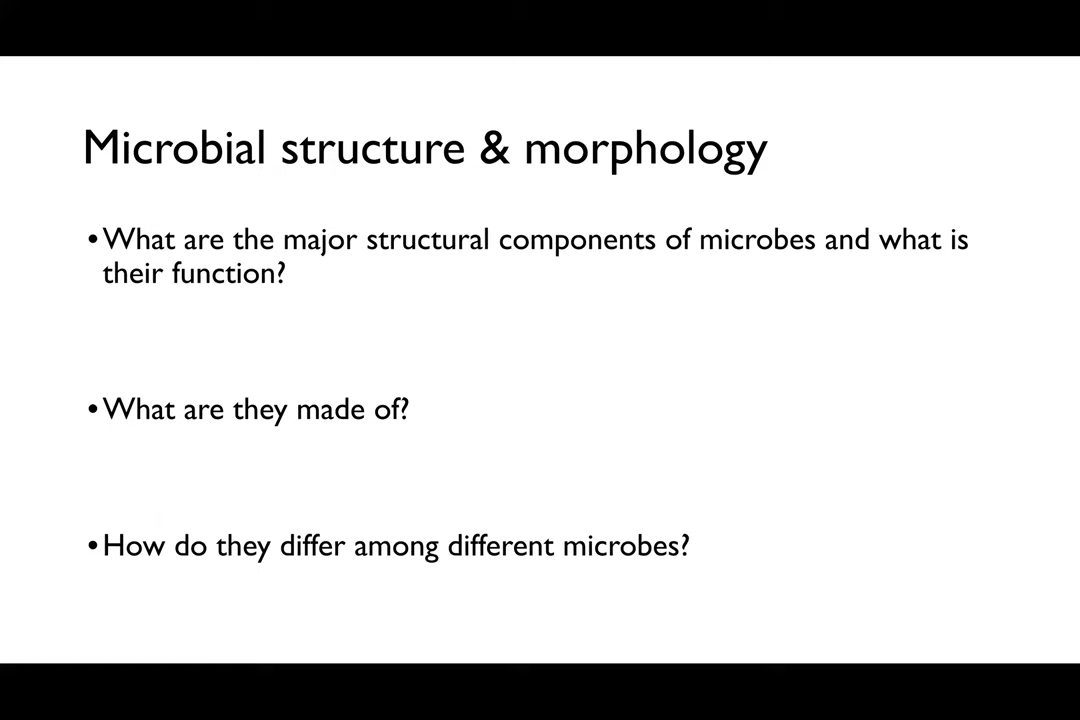 Microbial structure & morphology
•What are the major structural components of microbes and what is
their function?
•What are they made of?
•How do they differ among different microbes?